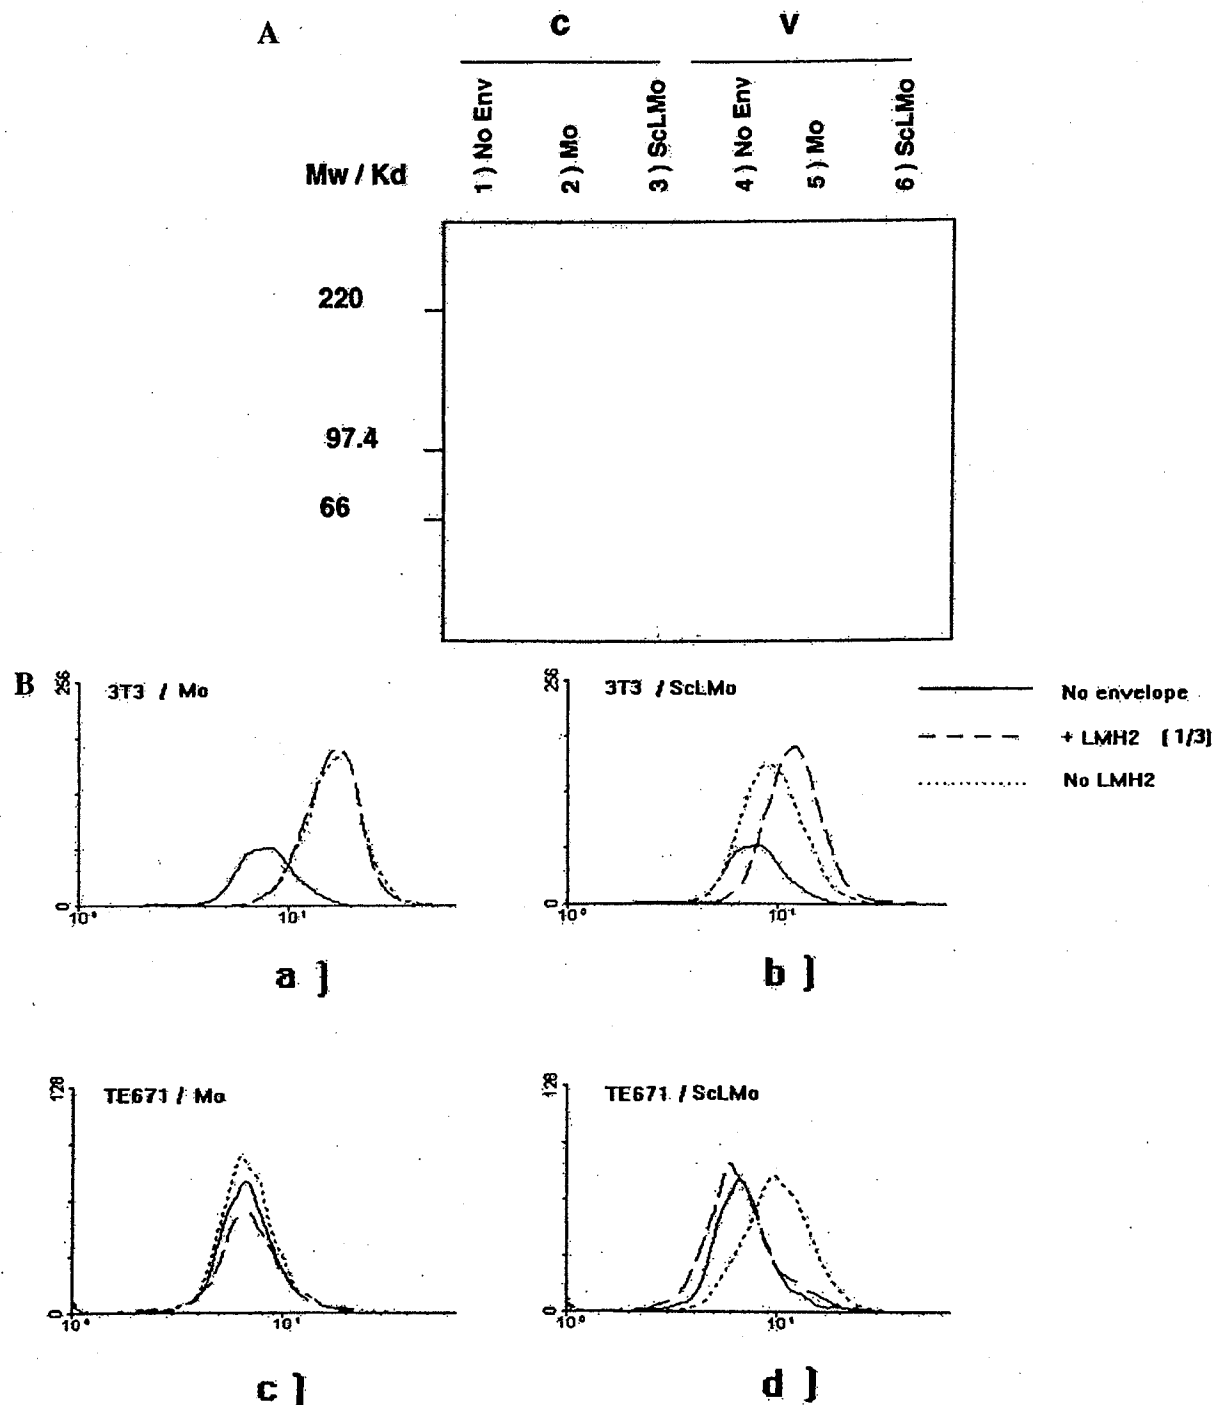 A
C
V
1 ) No Env
2 ) Mo
3 ) ScLMo
4 ) No Env
5 ) Mo
6 ) ScLMo
Mw / Kd
220
97.4
66
B
256
3T3 / Mo
0
10⁰
10¹
a ]
256
3T3 / ScLMo
0
10⁰
10¹
b ]
No envelope
+ LMH2 [ 1/3]
No LMH2
128
TE671 / Mo
0
10⁰
10¹
c ]
128
TE671 / ScLMo
0
10⁰
10¹
d ]